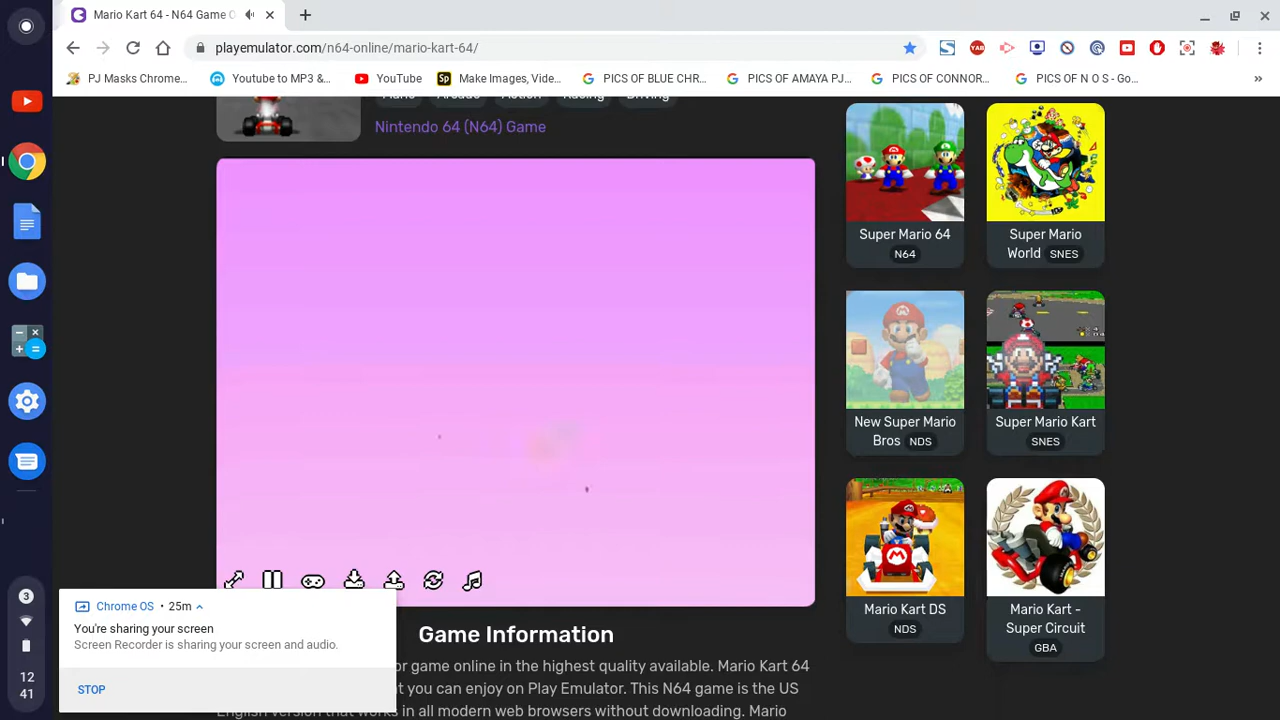 Mario Kart 64 - N64 Game O
playemulator.com/n64-online/mario-kart-64/
PJ Masks Chrome...
Youtube to MP3 &...
YouTube
Make Images, Vide...
PICS OF BLUE CHR...
PICS OF AMAYA PJ...
PICS OF CONNOR...
PICS OF N O S - Go...
»
Mario Arcade Action Racing Driving
Nintendo 64 (N64) Game
Super Mario 64
N64
Super Mario
World SNES
New Super Mario
Bros NDS
Super Mario Kart
SNES
Mario Kart DS
NDS
Mario Kart -
Super Circuit
GBA
3
12
41
Chrome OS • 25m
You're sharing your screen
Screen Recorder is sharing your screen and audio.
STOP
Game Information
or game online in the highest quality available. Mario Kart 64
t you can enjoy on Play Emulator. This N64 game is the US
English version that works in all modern web browsers without downloading. Mario